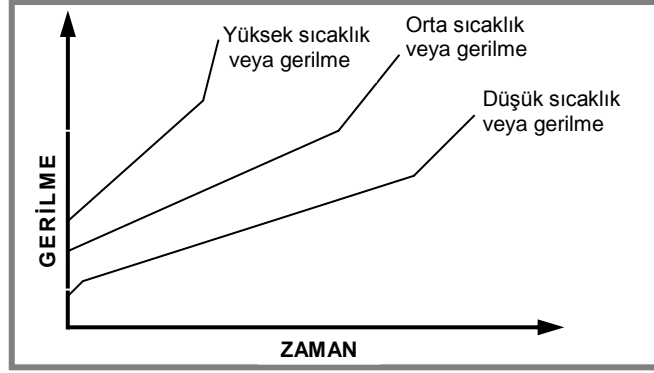 Yüksek sıcaklık
veya gerilme
Orta sıcaklık
veya gerilme
Düşük sıcaklık
veya gerilme
GERİLME
ZAMAN